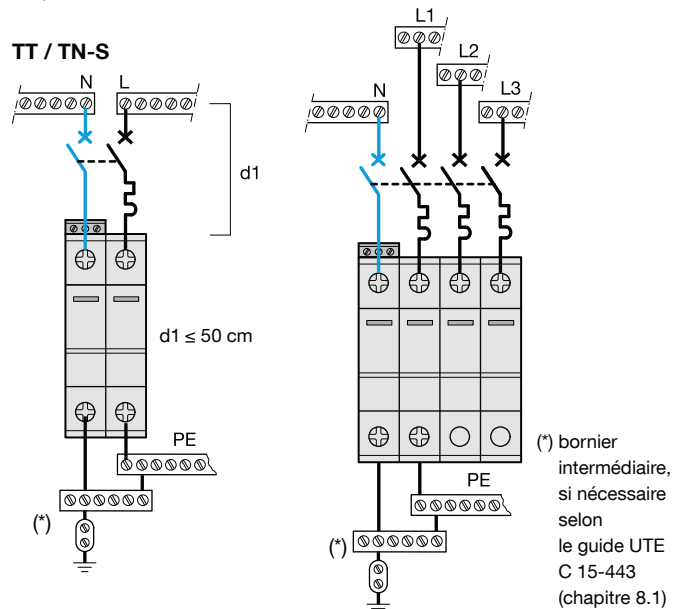 TT / TN-S
N L
d1
d1 ≤ 50 cm
PE
(*)
L1
L2
N
L3
PE
(*)
(*) bornier
intermédiaire,
si nécessaire
selon
le guide UTE
C 15-443
(chapitre 8.1)